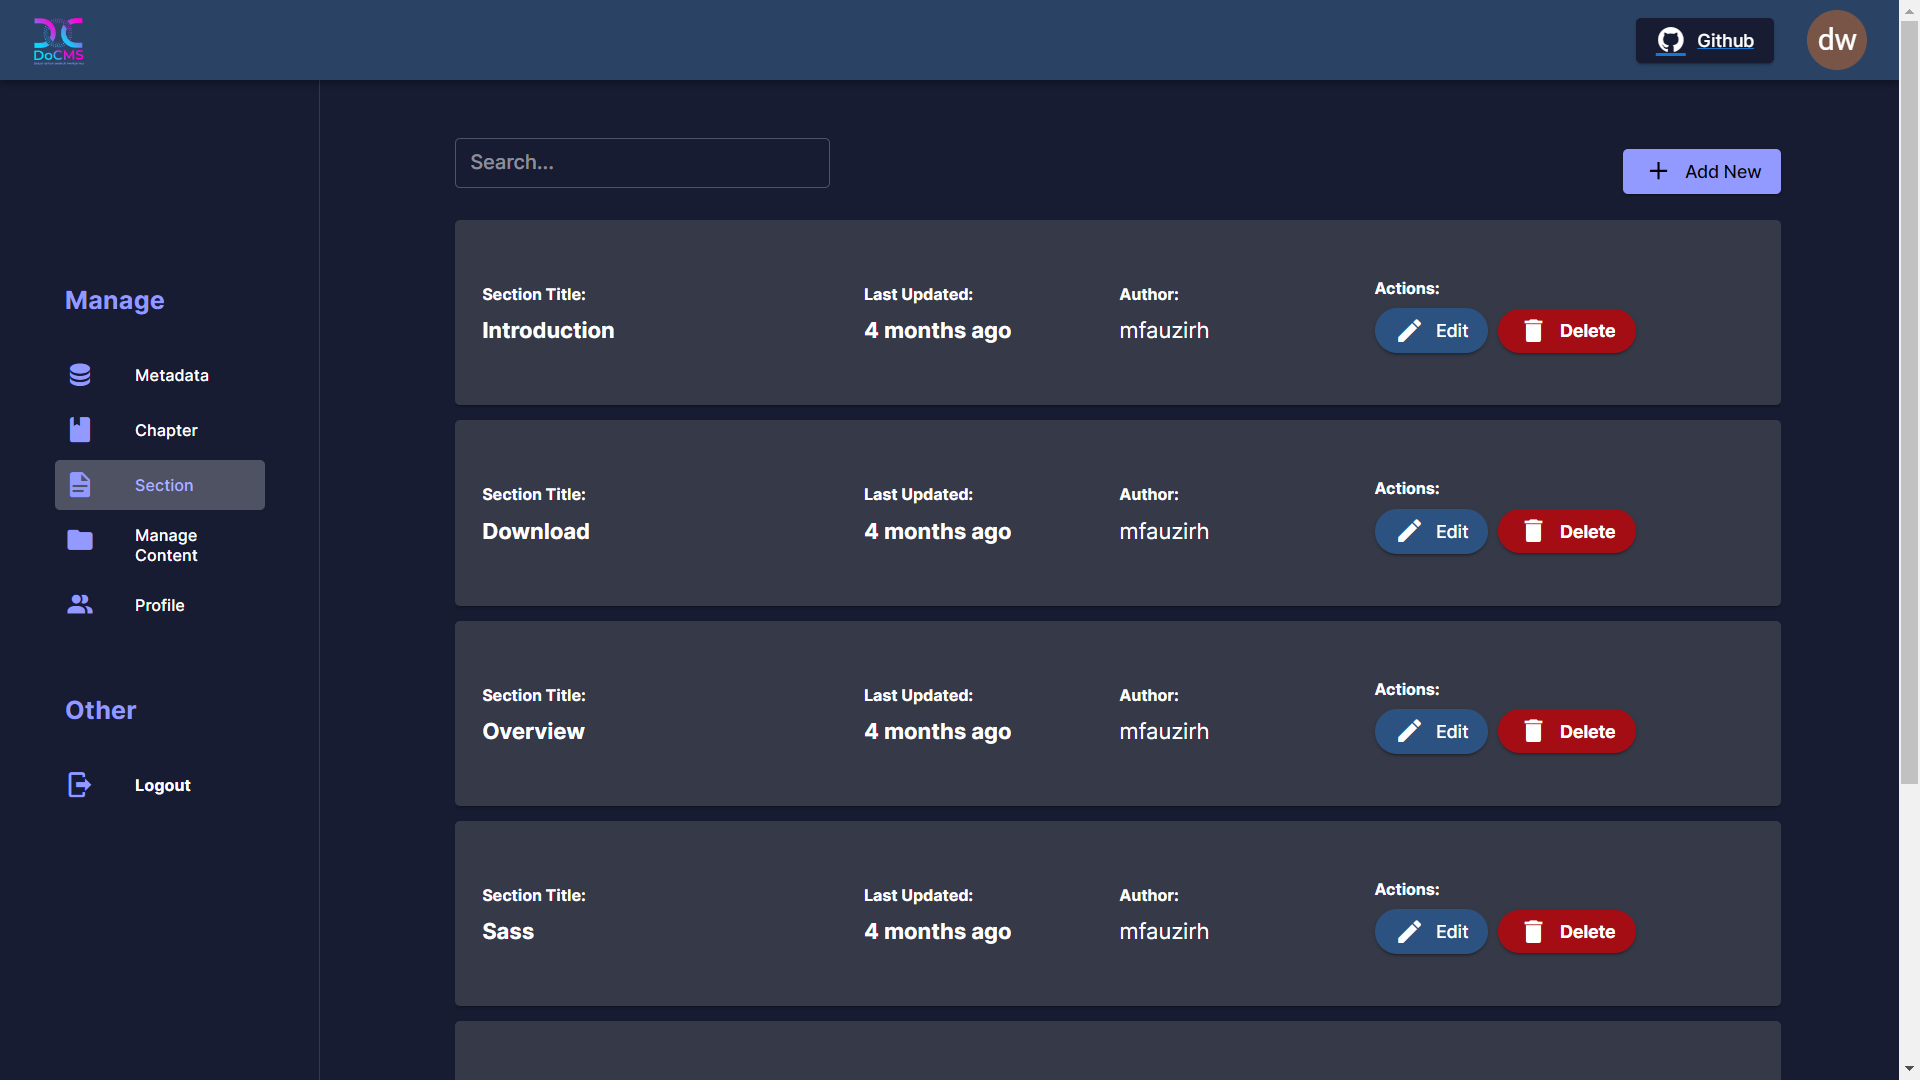 DoCMS
Github
dw
Search...
Add New
Manage
Metadata
Chapter
Section
Manage
Content
Profile
Other
Logout
Section Title:
Introduction
Last Updated:
4 months ago
Author:
mfauzirh
Actions:
Edit
Delete
Section Title:
Download
Last Updated:
4 months ago
Author:
mfauzirh
Actions:
Edit
Delete
Section Title:
Overview
Last Updated:
4 months ago
Author:
mfauzirh
Actions:
Edit
Delete
Section Title:
Sass
Last Updated:
4 months ago
Author:
mfauzirh
Actions:
Edit
Delete